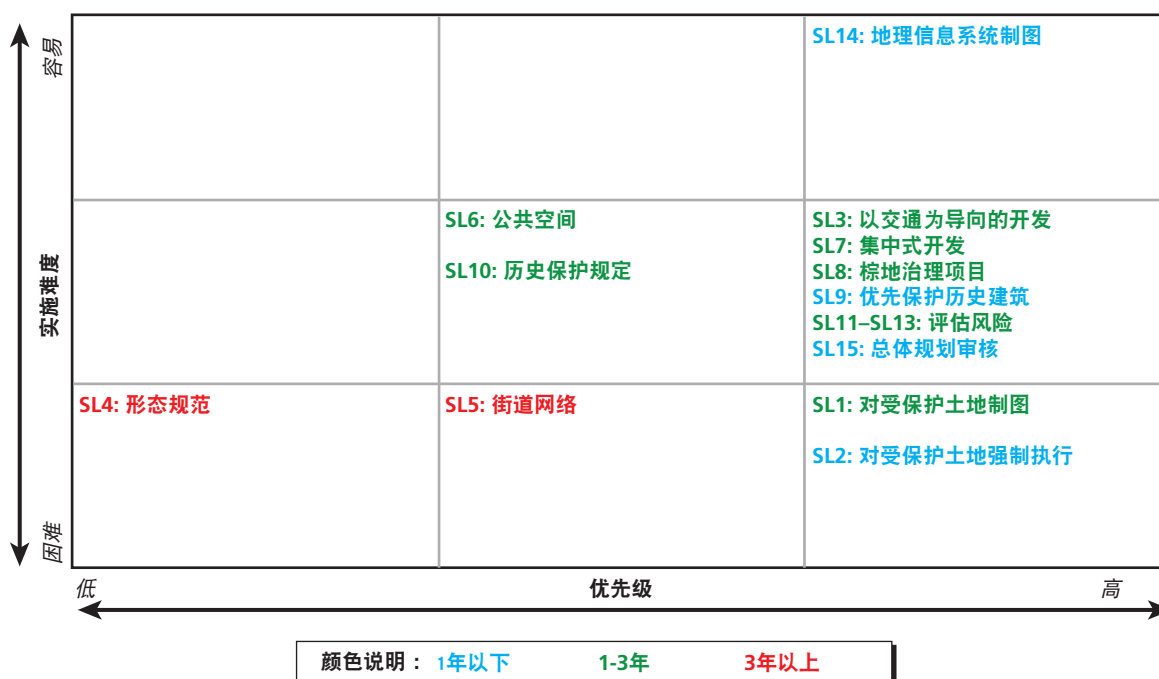 容易
SL14: 地理信息系统制图
SL6: 公共空间
SL10: 历史保护规定
SL3: 以交通为导向的开发
SL7: 集中式开发
SL8: 棕地治理项目
SL9: 优先保护历史建筑
SL11–SL13: 评估风险
SL15: 总体规划审核
实施难度
SL4: 形态规范
SL5: 街道网络
SL1: 对受保护土地制图
SL2: 对受保护土地强制执行
困难
低
优先级
高
颜色说明： 1年以下 1-3年 3年以上